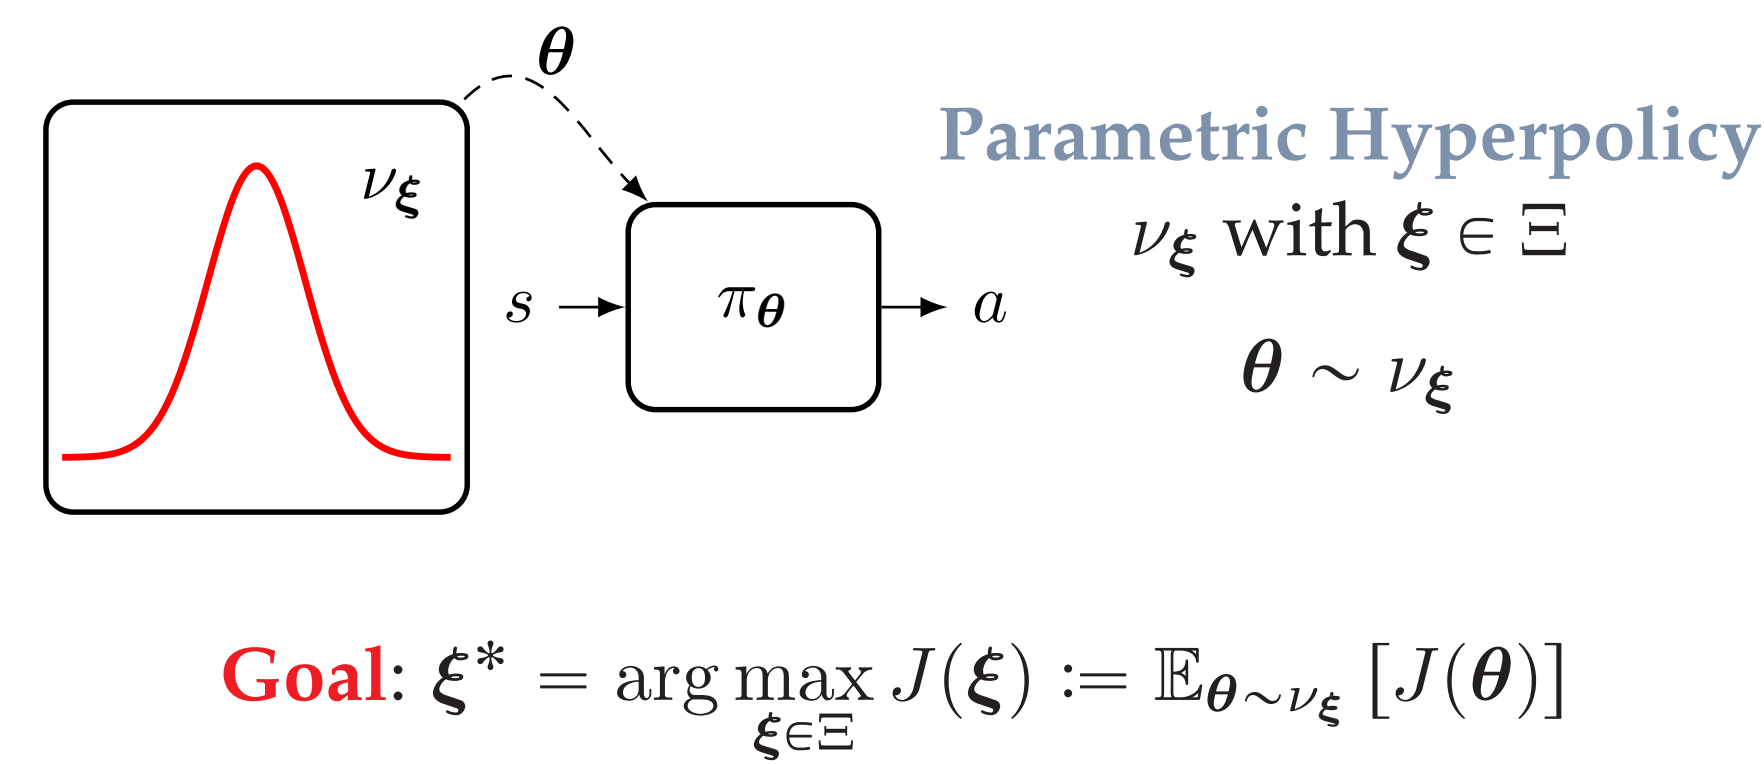 θ
Parametric Hyperpolicy
ν_ξ
ν_ξ with ξ ∈ Ξ
s
π_θ
a
θ ∼ ν_ξ
Goal: ξ* = arg max_{ξ∈Ξ} J(ξ) := 𝔼_{θ∼ν_ξ} [J(θ)]